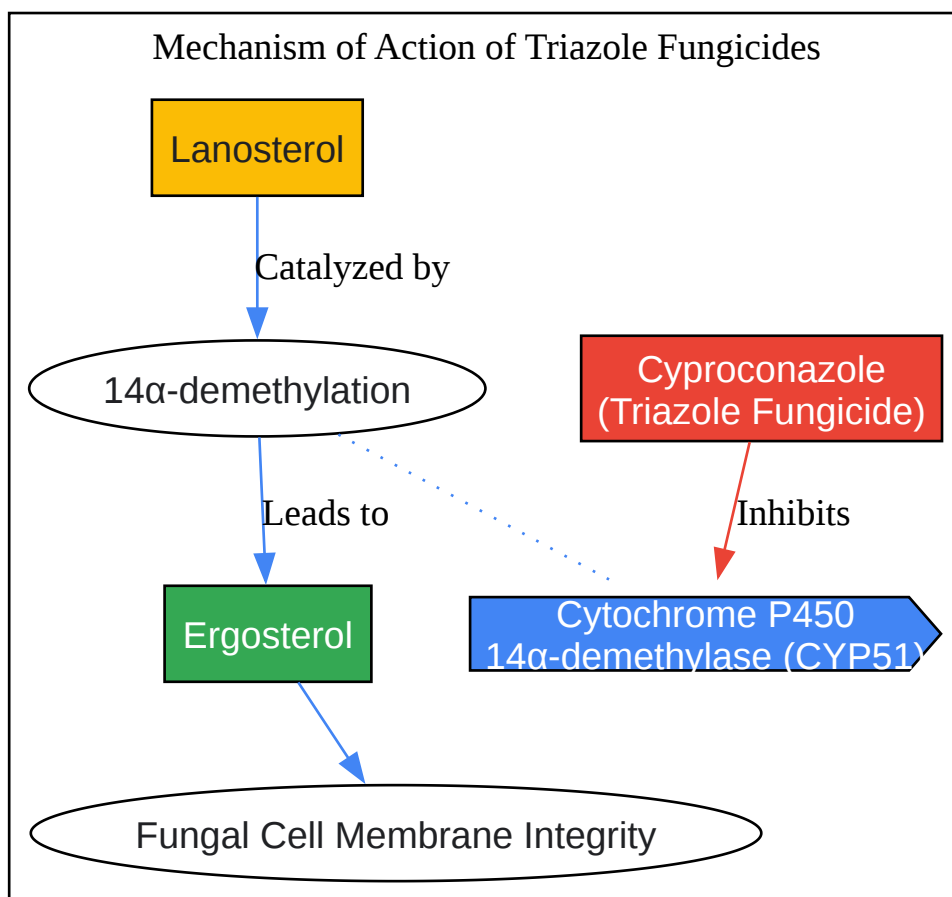 Mechanism of Action of Triazole Fungicides
Lanosterol
Catalyzed by
14α-demethylation
Cyproconazole
(Triazole Fungicide)
Leads to
Inhibits
Ergosterol
Cytochrome P450
14α-demethylase (CYP51)
Fungal Cell Membrane Integrity